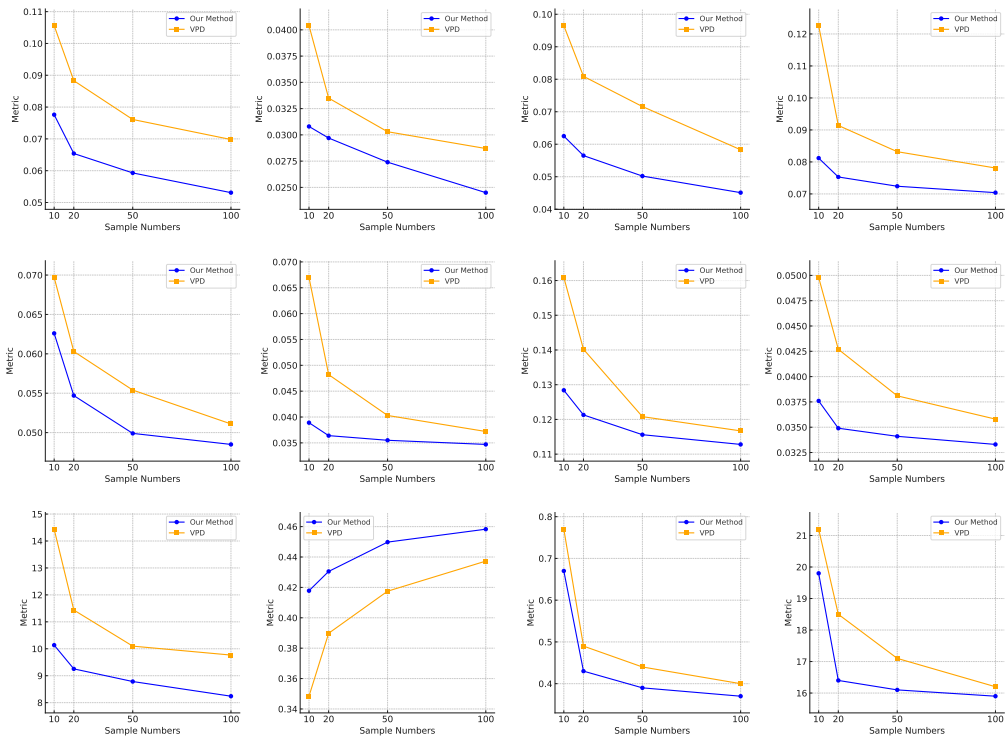 0.11
0.10
0.09
0.08
0.07
0.06
0.05
Metric
10 20 50 100
Sample Numbers
Our Method
VPD
0.0400
0.0375
0.0350
0.0325
0.0300
0.0275
0.0250
Metric
10 20 50 100
Sample Numbers
Our Method
VPD
0.10
0.09
0.08
0.07
0.06
0.05
0.04
Metric
10 20 50 100
Sample Numbers
Our Method
VPD
0.12
0.11
0.10
0.09
0.08
0.07
Metric
10 20 50 100
Sample Numbers
Our Method
VPD
0.070
0.065
0.060
0.055
0.050
Metric
10 20 50 100
Sample Numbers
Our Method
VPD
0.070
0.065
0.060
0.055
0.050
0.045
0.040
0.035
Metric
10 20 50 100
Sample Numbers
Our Method
VPD
0.16
0.15
0.14
0.13
0.12
0.11
Metric
10 20 50 100
Sample Numbers
Our Method
VPD
0.0500
0.0475
0.0450
0.0425
0.0400
0.0375
0.0350
0.0325
Metric
10 20 50 100
Sample Numbers
Our Method
VPD
15
14
13
12
11
10
9
8
Metric
10 20 50 100
Sample Numbers
Our Method
VPD
0.46
0.44
0.42
0.40
0.38
0.36
0.34
Metric
10 20 50 100
Sample Numbers
Our Method
VPD
0.8
0.7
0.6
0.5
0.4
Metric
10 20 50 100
Sample Numbers
Our Method
VPD
21
20
19
18
17
16
Metric
10 20 50 100
Sample Numbers
Our Method
VPD